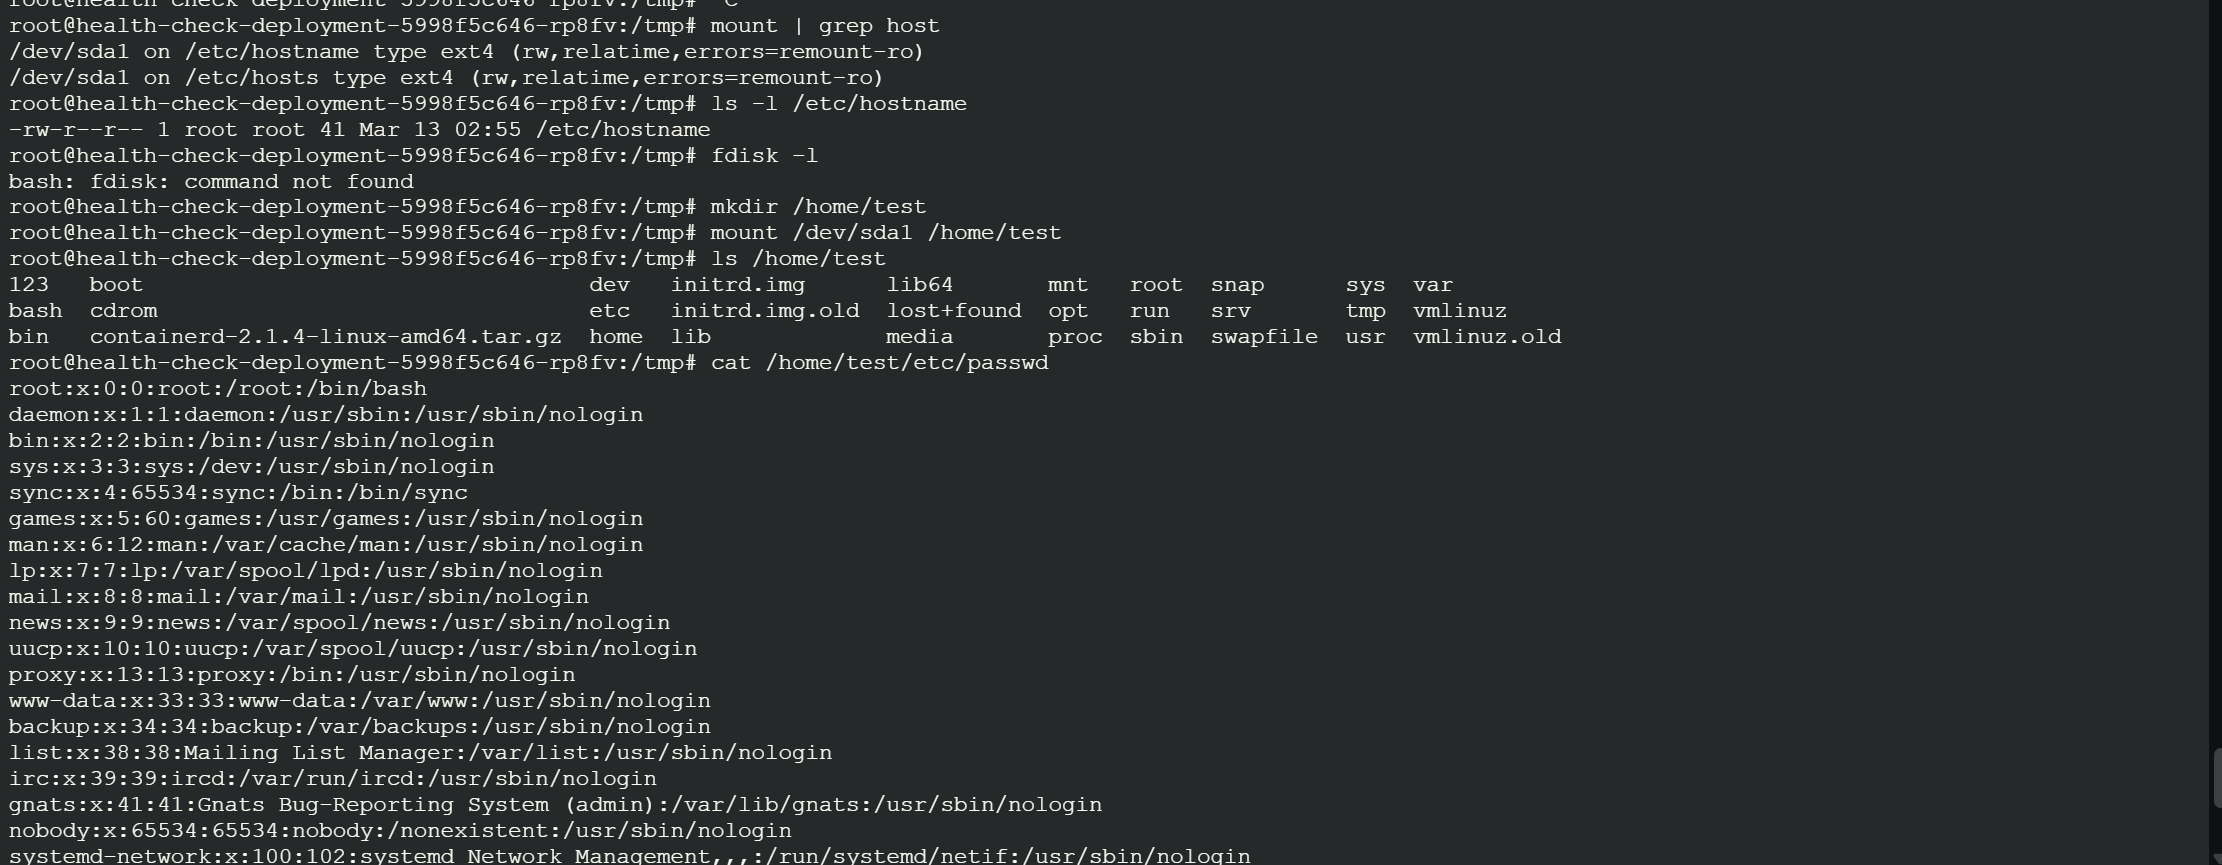 root@health-check-deployment-5998f5c646-rp8fv:/tmp# ^C
root@health-check-deployment-5998f5c646-rp8fv:/tmp# mount | grep host
/dev/sda1 on /etc/hostname type ext4 (rw,relatime,errors=remount-ro)
/dev/sda1 on /etc/hosts type ext4 (rw,relatime,errors=remount-ro)
root@health-check-deployment-5998f5c646-rp8fv:/tmp# ls -l /etc/hostname
-rw-r--r-- 1 root root 41 Mar 13 02:55 /etc/hostname
root@health-check-deployment-5998f5c646-rp8fv:/tmp# fdisk -l
bash: fdisk: command not found
root@health-check-deployment-5998f5c646-rp8fv:/tmp# mkdir /home/test
root@health-check-deployment-5998f5c646-rp8fv:/tmp# mount /dev/sda1 /home/test
root@health-check-deployment-5998f5c646-rp8fv:/tmp# ls /home/test
123   boot                            dev   initrd.img      lib64       mnt   root  snap      sys  var
bash  cdrom                           etc   initrd.img.old  lost+found  opt   run   srv       tmp  vmlinuz
bin   containerd-2.1.4-linux-amd64.tar.gz  home  lib             media       proc  sbin  swapfile  usr  vmlinuz.old
root@health-check-deployment-5998f5c646-rp8fv:/tmp# cat /home/test/etc/passwd
root:x:0:0:root:/root:/bin/bash
daemon:x:1:1:daemon:/usr/sbin:/usr/sbin/nologin
bin:x:2:2:bin:/bin:/usr/sbin/nologin
sys:x:3:3:sys:/dev:/usr/sbin/nologin
sync:x:4:65534:sync:/bin:/bin/sync
games:x:5:60:games:/usr/games:/usr/sbin/nologin
man:x:6:12:man:/var/cache/man:/usr/sbin/nologin
lp:x:7:7:lp:/var/spool/lpd:/usr/sbin/nologin
mail:x:8:8:mail:/var/mail:/usr/sbin/nologin
news:x:9:9:news:/var/spool/news:/usr/sbin/nologin
uucp:x:10:10:uucp:/var/spool/uucp:/usr/sbin/nologin
proxy:x:13:13:proxy:/bin:/usr/sbin/nologin
www-data:x:33:33:www-data:/var/www:/usr/sbin/nologin
backup:x:34:34:backup:/var/backups:/usr/sbin/nologin
list:x:38:38:Mailing List Manager:/var/list:/usr/sbin/nologin
irc:x:39:39:ircd:/var/run/ircd:/usr/sbin/nologin
gnats:x:41:41:Gnats Bug-Reporting System (admin):/var/lib/gnats:/usr/sbin/nologin
nobody:x:65534:65534:nobody:/nonexistent:/usr/sbin/nologin
systemd-network:x:100:102:systemd Network Management,,,:/run/systemd/netif:/usr/sbin/nologin